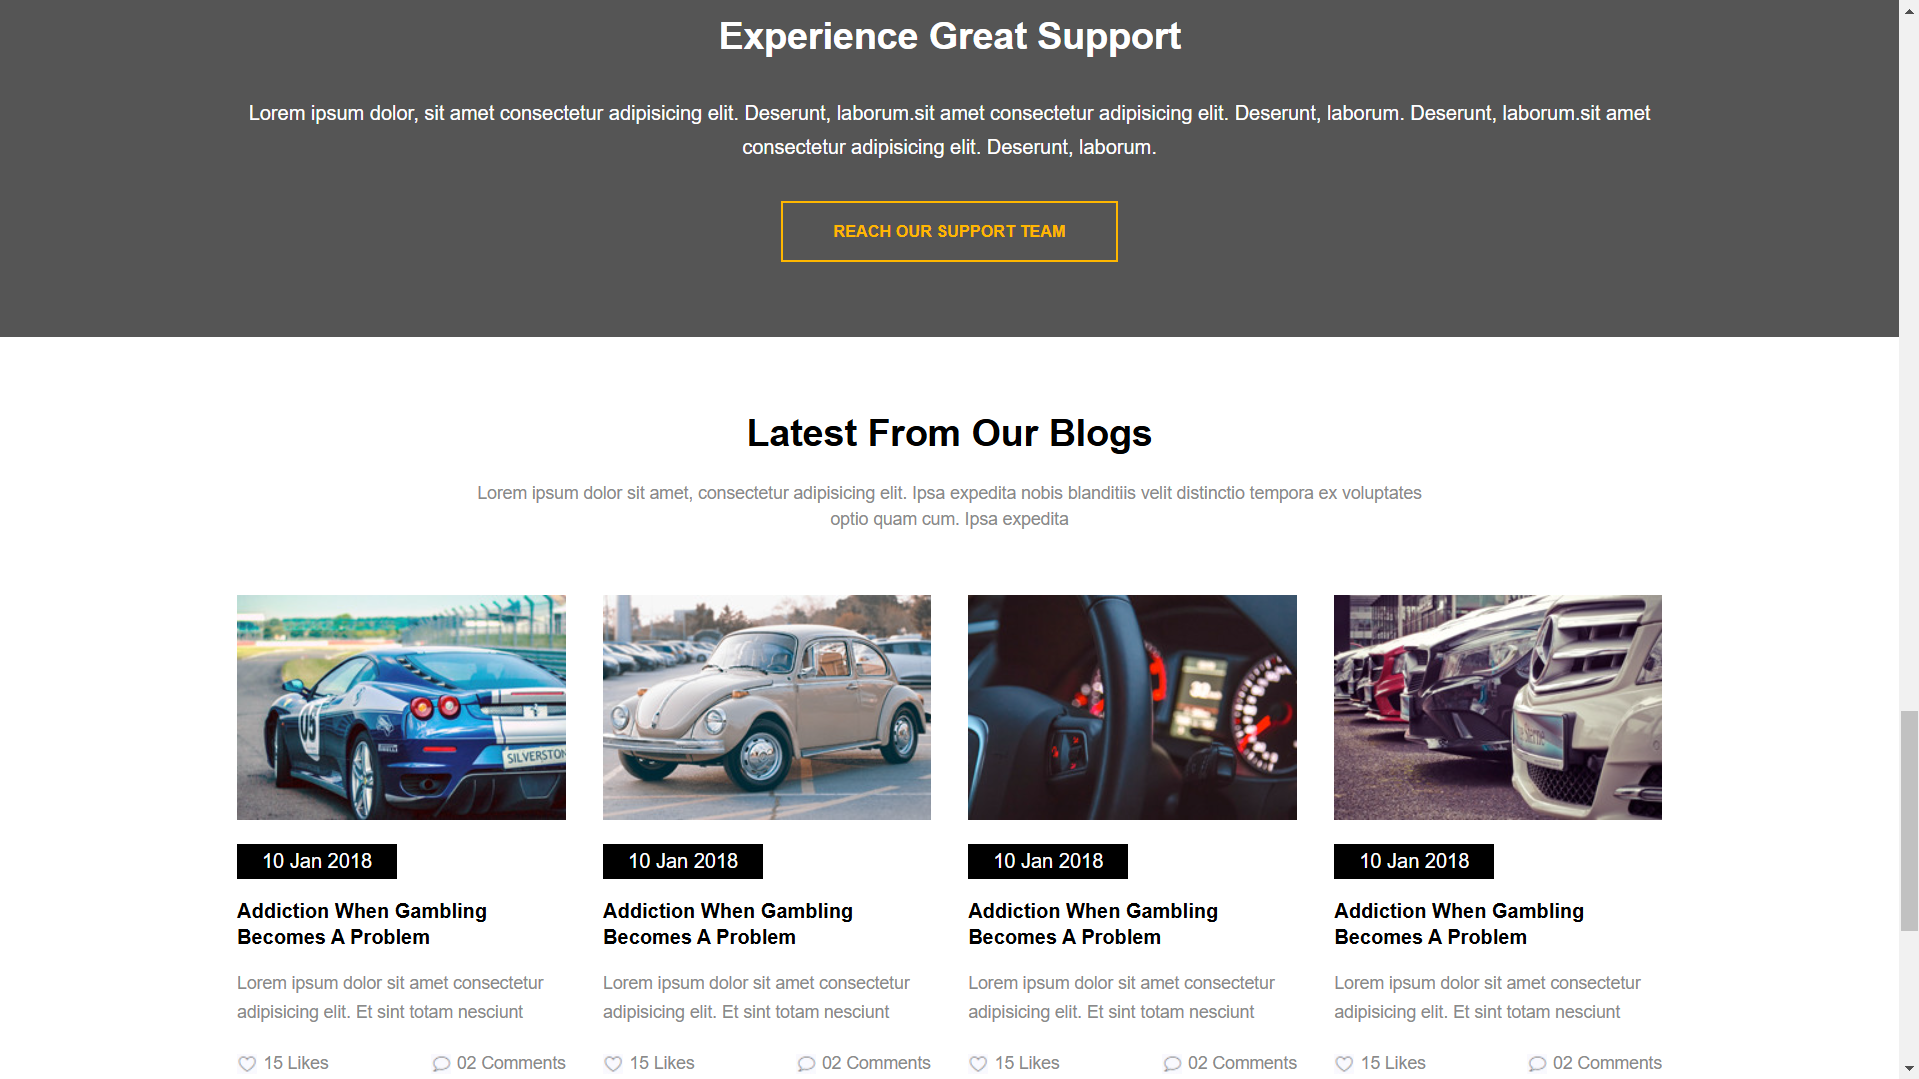 Experience Great Support
Lorem ipsum dolor, sit amet consectetur adipisicing elit. Deserunt, laborum.sit amet consectetur adipisicing elit. Deserunt, laborum. Deserunt, laborum.sit amet
consectetur adipisicing elit. Deserunt, laborum.
REACH OUR SUPPORT TEAM
Latest From Our Blogs
Lorem ipsum dolor sit amet, consectetur adipisicing elit. Ipsa expedita nobis blanditiis velit distinctio tempora ex voluptates
optio quam cum. Ipsa expedita
05
SILVERSTON
10 Jan 2018
Addiction When Gambling
Becomes A Problem
Lorem ipsum dolor sit amet consectetur
adipisicing elit. Et sint totam nesciunt
15 Likes
02 Comments
10 Jan 2018
Addiction When Gambling
Becomes A Problem
Lorem ipsum dolor sit amet consectetur
adipisicing elit. Et sint totam nesciunt
15 Likes
02 Comments
10 Jan 2018
Addiction When Gambling
Becomes A Problem
Lorem ipsum dolor sit amet consectetur
adipisicing elit. Et sint totam nesciunt
15 Likes
02 Comments
10 Jan 2018
Addiction When Gambling
Becomes A Problem
Lorem ipsum dolor sit amet consectetur
adipisicing elit. Et sint totam nesciunt
15 Likes
02 Comments